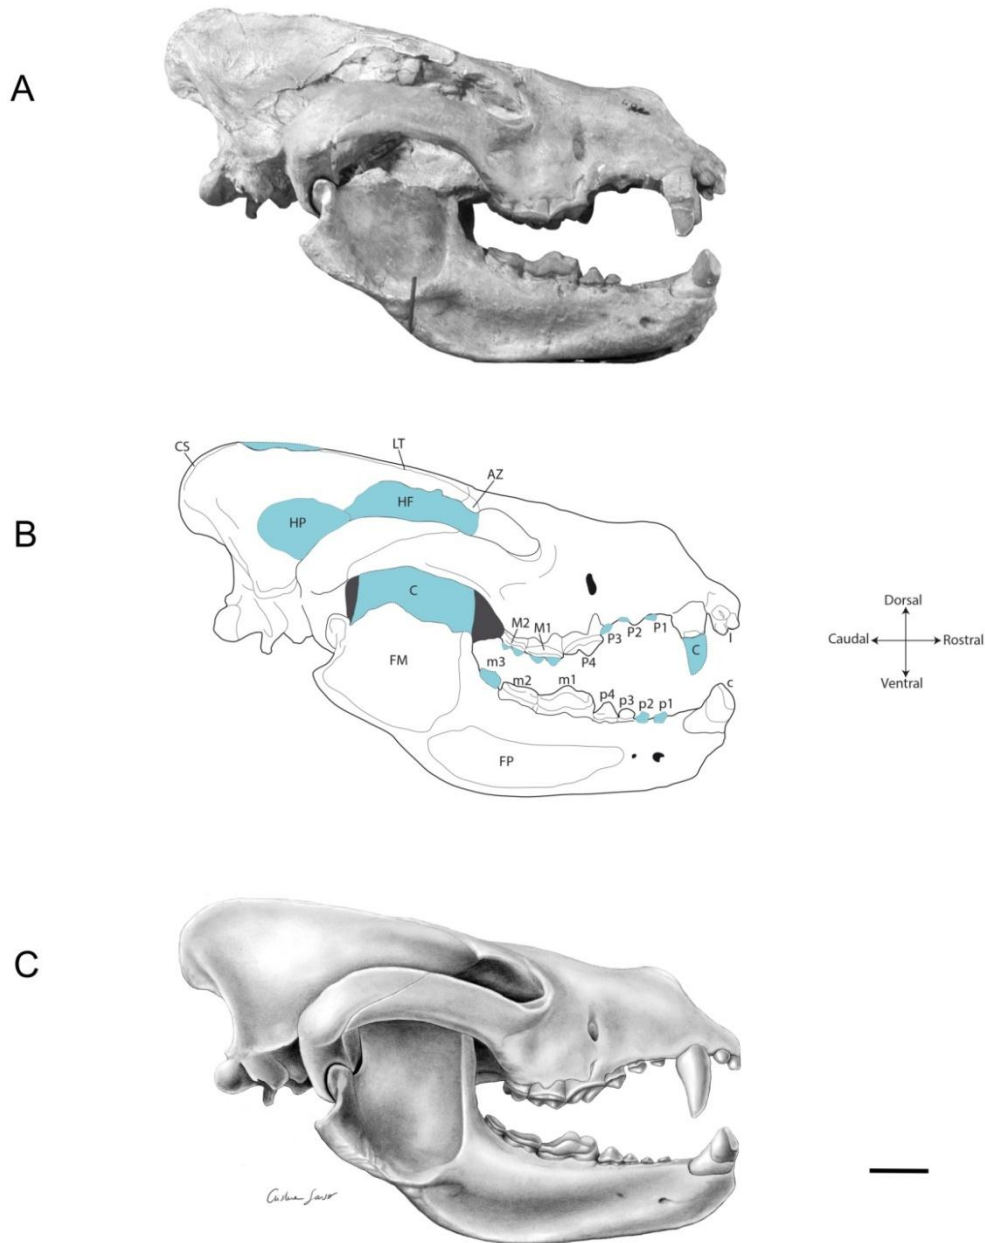 A
CS
LT
AZ
HF
HP
B
C
M2
M1
P3
P2
P1
I
C
P4
m3
FM
m2
m1
p4
p3
p2
p1
c
FP
Dorsal
Caudal
Rostral
Ventral
C